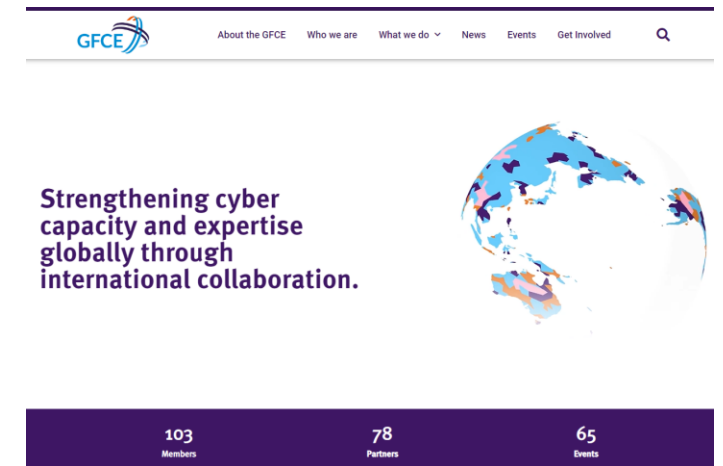 GFCE
About the GFCE Who we are What we do News Events Get Involved
Strengthening cyber
capacity and expertise
globally through
international collaboration.
103 78 65
Members Partners Events